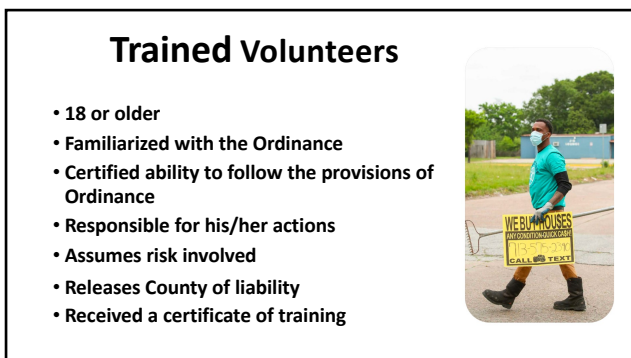 Trained Volunteers
• 18 or older
• Familiarized with the Ordinance
• Certified ability to follow the provisions of
Ordinance
• Responsible for his/her actions
• Assumes risk involved
• Releases County of liability
• Received a certificate of training
WE BUY HOUSES
ANY CONDITION-QUICK CASH!
CALL TEXT